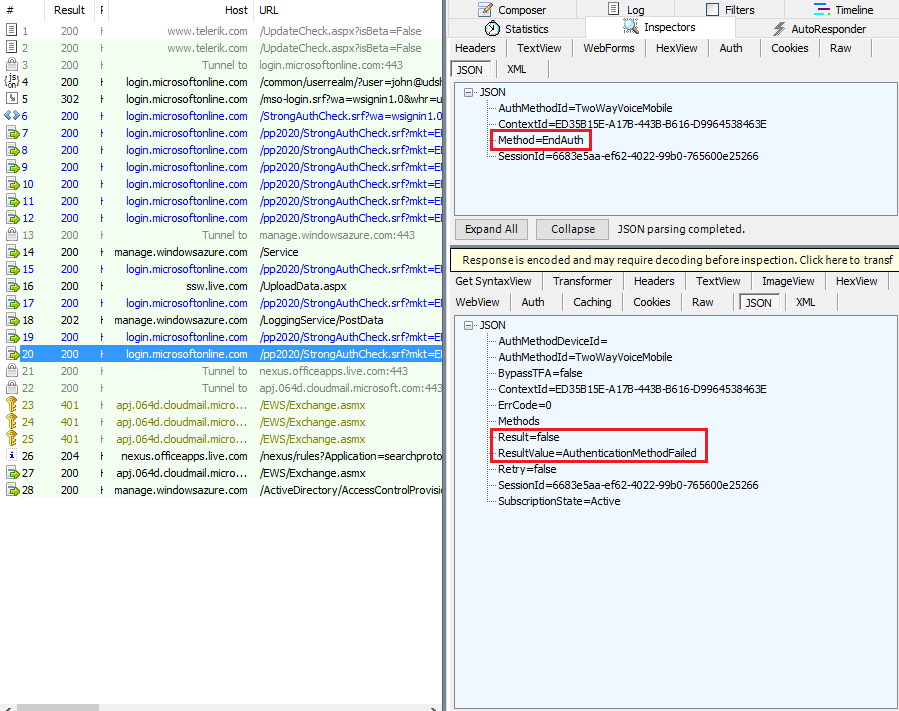 # Result Host URL
1 200 www.telerik.com /UpdateCheck.aspx?isBeta=False
2 200 www.telerik.com /UpdateCheck.aspx?isBeta=False
3 200 Tunnel to login.microsoftonline.com:443
4 200 login.microsoftonline.com /common/userrealm/?user=john@udsh
5 302 login.microsoftonline.com /mso-login.srf?wa=wsignin1.0&whr=u
6 200 login.microsoftonline.com /StrongAuthCheck.srf?wa=wsignin1.0
7 200 login.microsoftonline.com /pp2020/StrongAuthCheck.srf?mkt=E
8 200 login.microsoftonline.com /pp2020/StrongAuthCheck.srf?mkt=E
9 200 login.microsoftonline.com /pp2020/StrongAuthCheck.srf?mkt=E
10 200 login.microsoftonline.com /pp2020/StrongAuthCheck.srf?mkt=E
11 200 login.microsoftonline.com /pp2020/StrongAuthCheck.srf?mkt=E
12 200 login.microsoftonline.com /pp2020/StrongAuthCheck.srf?mkt=E
13 200 Tunnel to manage.windowsazure.com:443
14 200 manage.windowsazure.com /Service
15 200 login.microsoftonline.com /pp2020/StrongAuthCheck.srf?mkt=E
16 200 ssw.live.com /UploadData.aspx
17 200 login.microsoftonline.com /pp2020/StrongAuthCheck.srf?mkt=E
18 202 manage.windowsazure.com /LoggingService/PostData
19 200 login.microsoftonline.com /pp2020/StrongAuthCheck.srf?mkt=E
20 200 login.microsoftonline.com /pp2020/StrongAuthCheck.srf?mkt=E
21 200 Tunnel to nexus.officeapps.live.com:443
22 200 Tunnel to apj.064d.cloudmail.microsoft.com:443
23 401 apj.064d.cloudmail.micro... /EWS/Exchange.asmx
24 401 apj.064d.cloudmail.micro... /EWS/Exchange.asmx
25 401 apj.064d.cloudmail.micro... /EWS/Exchange.asmx
26 204 nexus.officeapps.live.com /nexus/rules?Application=searchproto
27 200 apj.064d.cloudmail.micro... /EWS/Exchange.asmx
28 200 manage.windowsazure.com /ActiveDirectory/AccessControlProvisi
Composer Log Filters Timeline
Statistics Inspectors AutoResponder
Headers TextView WebForms HexView Auth Cookies Raw
JSON XML
JSON
AuthMethodId=TwoWayVoiceMobile
ContextId=ED35B15E-A17B-443B-B616-D9964538463E
Method=EndAuth
SessionId=6683e5aa-ef62-4022-99b0-765600e25266
Expand All Collapse JSON parsing completed.
Response is encoded and may require decoding before inspection. Click here to transf
Get SyntaxView Transformer Headers TextView ImageView HexView
WebView Auth Caching Cookies Raw JSON XML
JSON
AuthMethodDeviceId=
AuthMethodId=TwoWayVoiceMobile
BypassTFA=false
ContextId=ED35B15E-A17B-443B-B616-D9964538463E
ErrCode=0
Methods
Result=false
ResultValue=AuthenticationMethodFailed
Retry=false
SessionId=6683e5aa-ef62-4022-99b0-765600e25266
SubscriptionState=Active